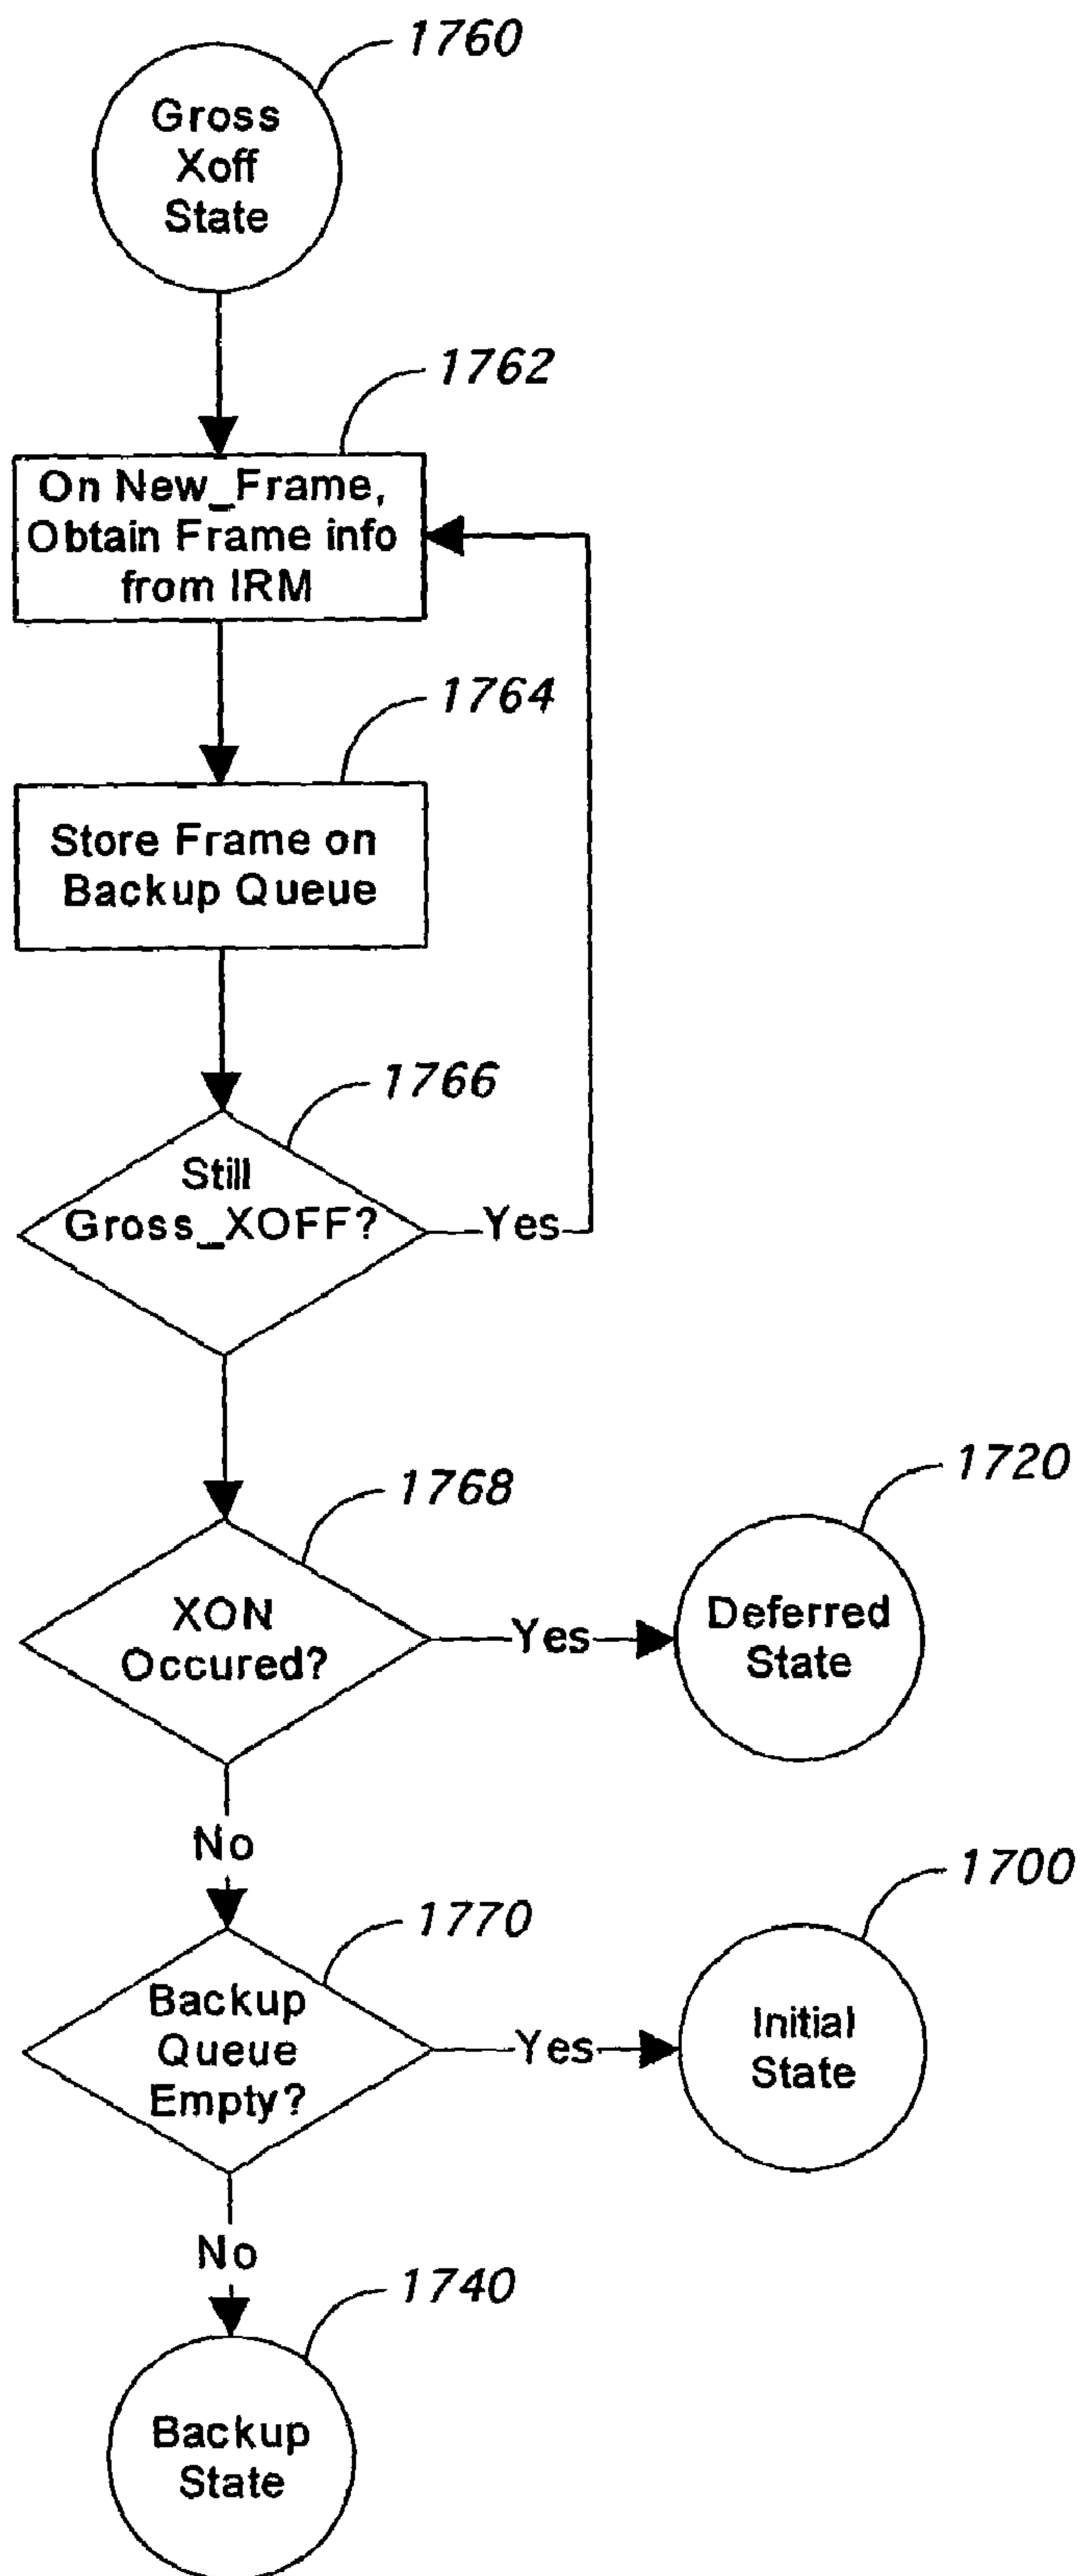 1760
Gross
Xoff
State
1762
On New_Frame,
Obtain Frame info
from IRM
1764
Store Frame on
Backup Queue
1766
Still
Gross_XOFF?
Yes
1768
XON
Occured?
Yes
1720
Deferred
State
No
1770
Backup
Queue
Empty?
Yes
1700
Initial
State
No
1740
Backup
State